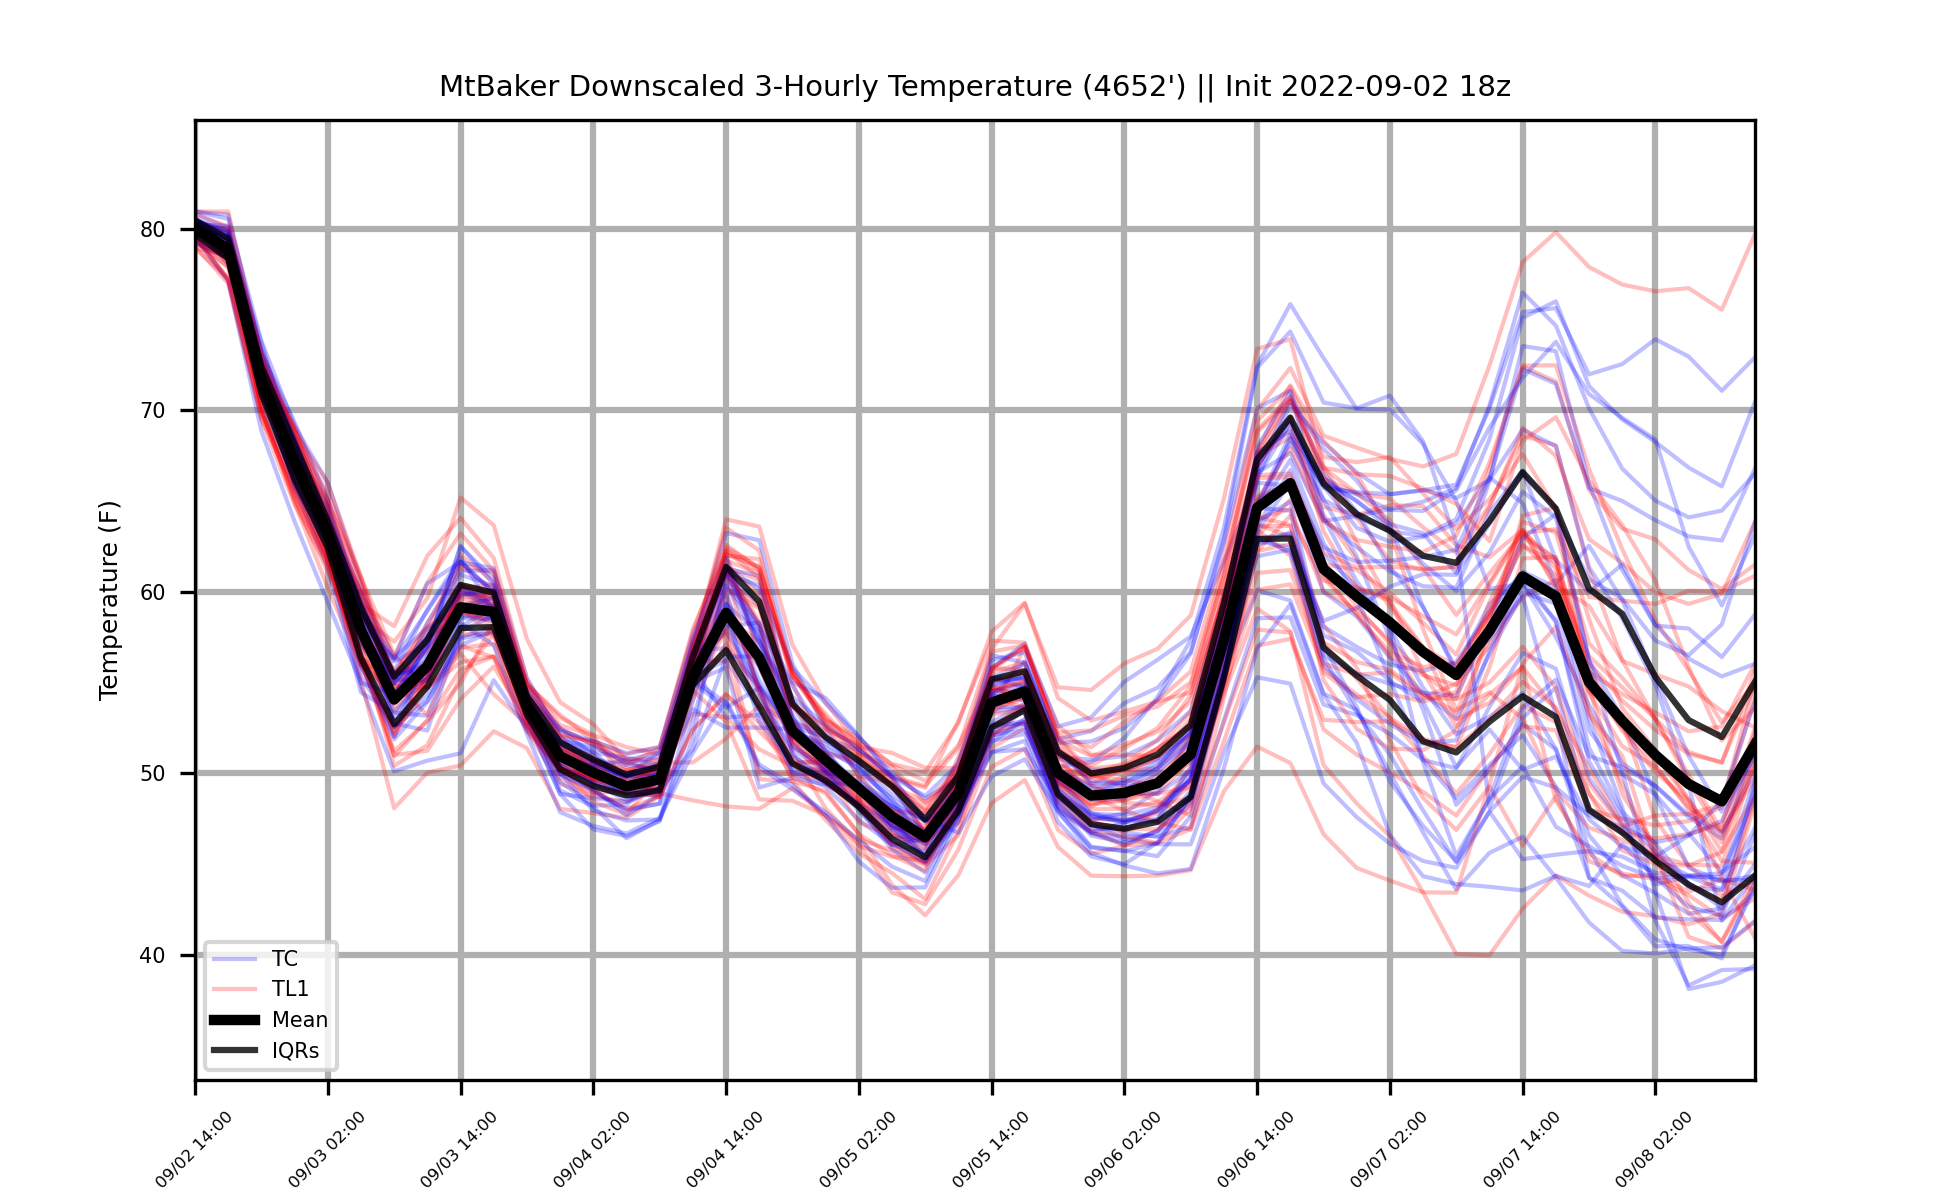 MtBaker Downscaled 3-Hourly Temperature (4652') || Init 2022-09-02 18z
Temperature (F)
80
70
60
50
40
TC
TL1
Mean
IQRs
09/02 14:00
09/03 02:00
09/03 14:00
09/04 02:00
09/04 14:00
09/05 02:00
09/05 14:00
09/06 02:00
09/06 14:00
09/07 02:00
09/07 14:00
09/08 02:00